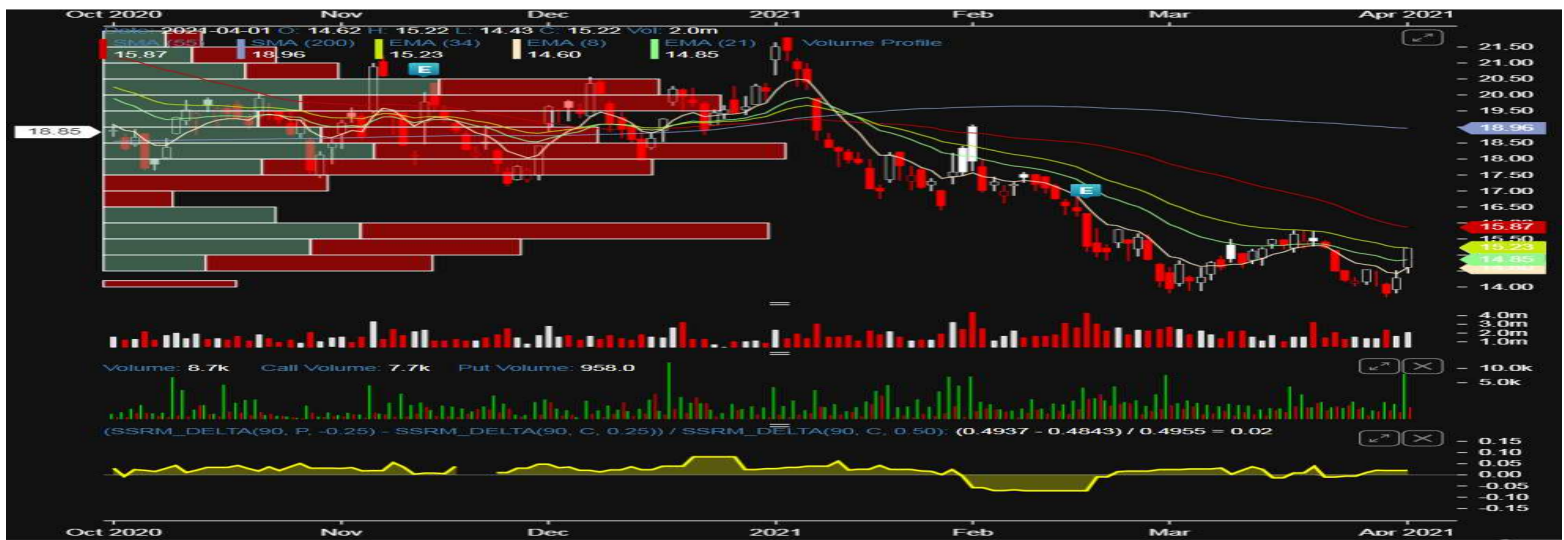 Oct 2020 Nov Dec 2021 Feb Mar Apr 2021
Date: 2021-04-01 O: 14.62 H: 15.22 L: 14.43 C: 15.22 Vol: 2.0m
SMA (55) SMA (200) EMA (34) EMA (8) EMA (21) Volume Profile
15.87 18.96 15.23 14.60 14.85
E
21.50
21.00
20.50
20.00
19.50
18.85
18.96
18.50
18.00
17.50
E
17.00
16.50
15.87
15.50
15.23
14.85
14.00
4.0m
3.0m
2.0m
1.0m
Volume: 8.7k Call Volume: 7.7k Put Volume: 958.0
10.0k
5.0k
(SSRM_DELTA(90, P, -0.25) - SSRM_DELTA(90, C, 0.25)) / SSRM_DELTA(90, C, 0.50): (0.4937 - 0.4843) / 0.4955 = 0.02
0.15
0.10
0.05
0.00
-0.05
-0.10
-0.15
Oct 2020 Nov Dec 2021 Feb Mar Apr 2021